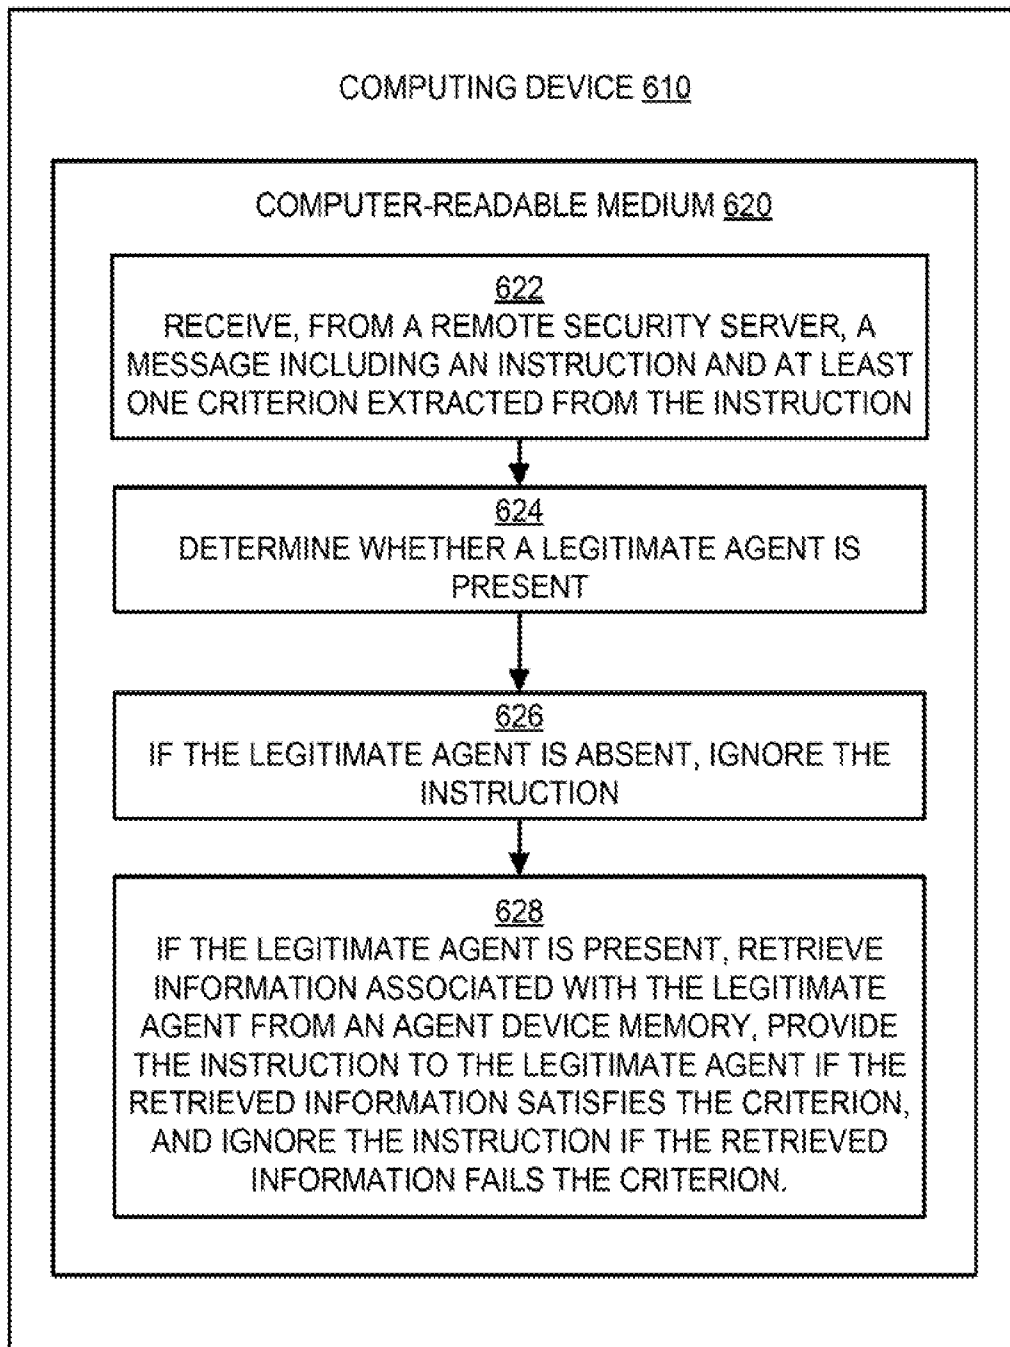 COMPUTING DEVICE 610
COMPUTER-READABLE MEDIUM 620
622
RECEIVE, FROM A REMOTE SECURITY SERVER, A
MESSAGE INCLUDING AN INSTRUCTION AND AT LEAST
ONE CRITERION EXTRACTED FROM THE INSTRUCTION
624
DETERMINE WHETHER A LEGITIMATE AGENT IS
PRESENT
626
IF THE LEGITIMATE AGENT IS ABSENT, IGNORE THE
INSTRUCTION
628
IF THE LEGITIMATE AGENT IS PRESENT, RETRIEVE
INFORMATION ASSOCIATED WITH THE LEGITIMATE
AGENT FROM AN AGENT DEVICE MEMORY, PROVIDE
THE INSTRUCTION TO THE LEGITIMATE AGENT IF THE
RETRIEVED INFORMATION SATISFIES THE CRITERION,
AND IGNORE THE INSTRUCTION IF THE RETRIEVED
INFORMATION FAILS THE CRITERION.